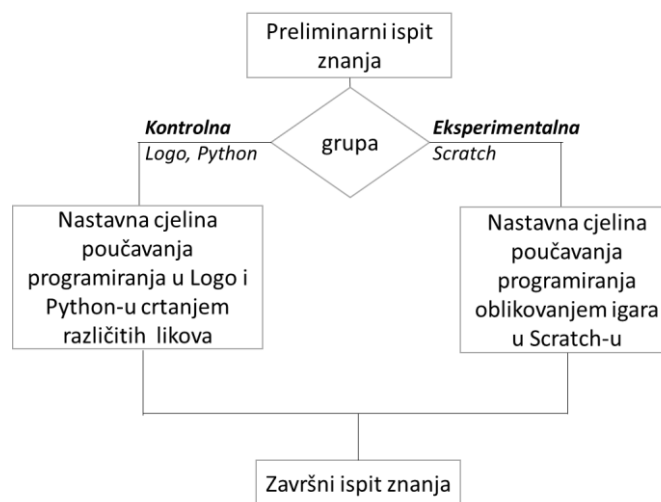 Preliminarni ispit
znanja
Kontrolna
Logo, Python
grupa
Eksperimentalna
Scratch
Nastavna cjelina
poučavanja
programiranja u Logo i
Python-u crtanjem
različitih likova
Nastavna cjelina
poučavanja
programiranja
oblikovanjem igara
u Scratch-u
Završni ispit znanja